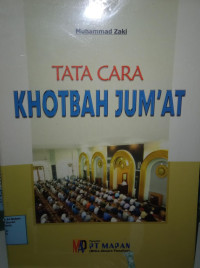 Muhammad Zaki
TATA CARA
KHOTBAH JUM'AT
PT MAPAN